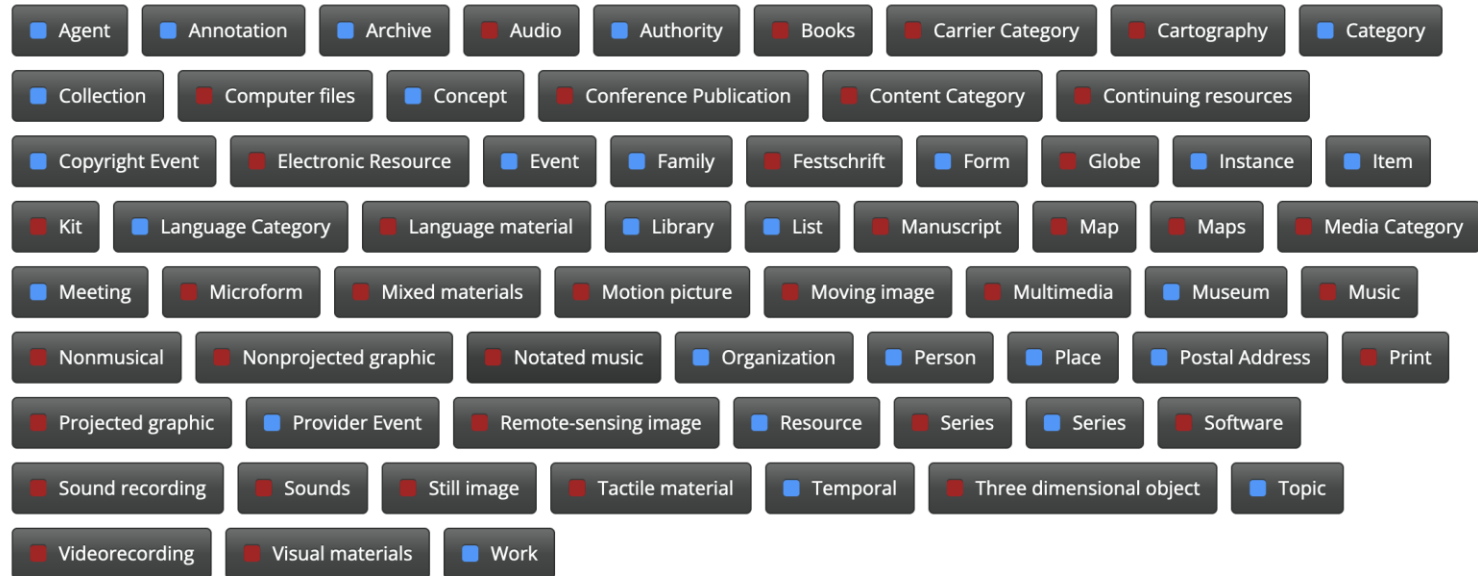 Agent Annotation Archive Audio Authority Books Carrier Category Cartography Category
Collection Computer files Concept Conference Publication Content Category Continuing resources
Copyright Event Electronic Resource Event Family Festschrift Form Globe Instance Item
Kit Language Category Language material Library List Manuscript Map Maps Media Category
Meeting Microform Mixed materials Motion picture Moving image Multimedia Museum Music
Nonmusical Nonprojected graphic Notated music Organization Person Place Postal Address Print
Projected graphic Provider Event Remote-sensing image Resource Series Series Software
Sound recording Sounds Still image Tactile material Temporal Three dimensional object Topic
Videorecording Visual materials Work